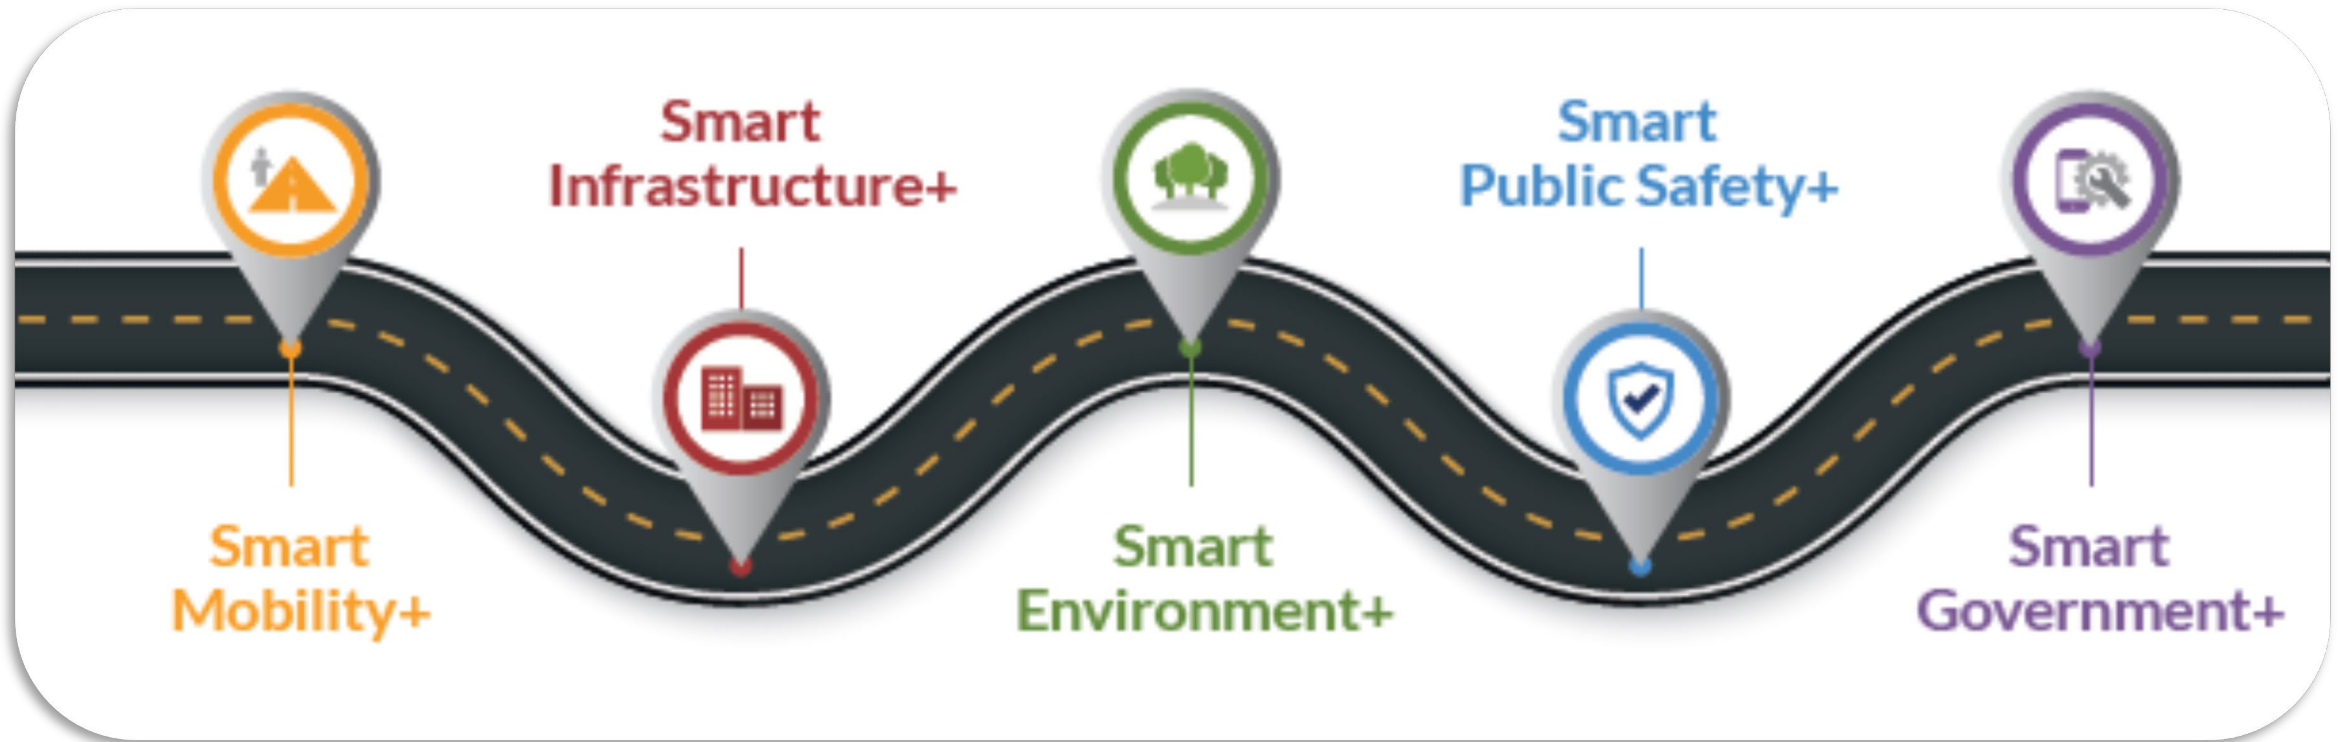 Smart
Mobility+
Smart
Infrastructure+
Smart
Environment+
Smart
Public Safety+
Smart
Government+